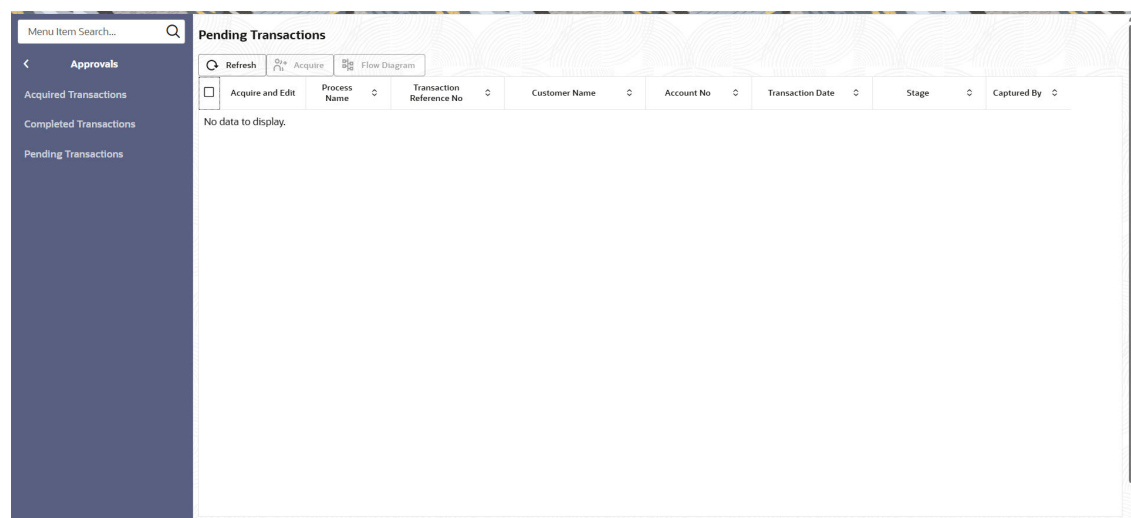 Menu Item Search...
Approvals
Acquired Transactions
Completed Transactions
Pending Transactions
Pending Transactions
Refresh Acquire Flow Diagram
Acquire and Edit Process Name Transaction Reference No Customer Name Account No Transaction Date Stage Captured By
No data to display.